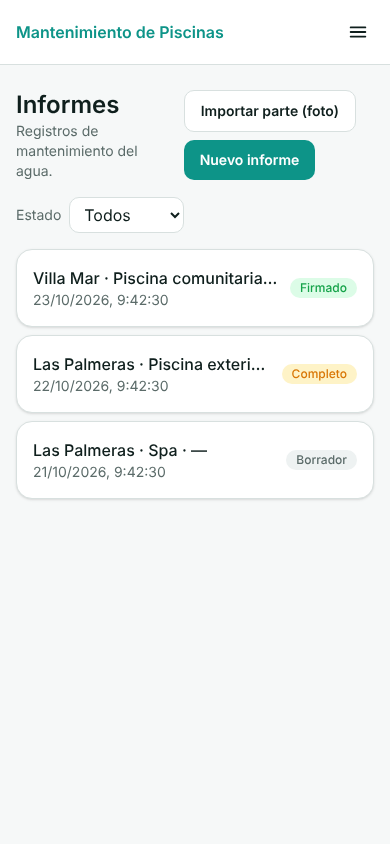 Mantenimiento de Piscinas
Informes
Registros de
mantenimiento del
agua.
Importar parte (foto)
Nuevo informe
Estado
Todos
Villa Mar · Piscina comunitaria...
23/10/2026, 9:42:30
Firmado
Las Palmeras · Piscina exteri...
22/10/2026, 9:42:30
Completo
Las Palmeras · Spa · —
21/10/2026, 9:42:30
Borrador